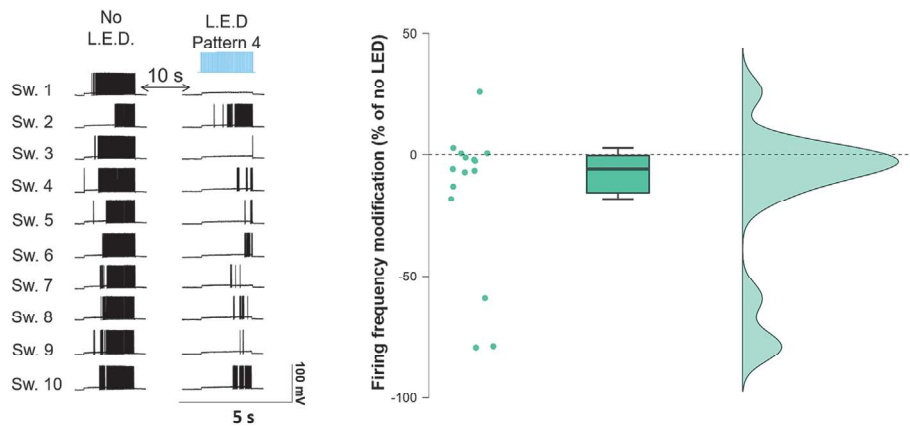 No
L.E.D.
L.E.D
Pattern 4
10 s
Sw. 1
Sw. 2
Sw. 3
Sw. 4
Sw. 5
Sw. 6
Sw. 7
Sw. 8
Sw. 9
Sw. 10
100 mV
5 s
Firing frequency modification (% of no LED)
50
0
-50
-100